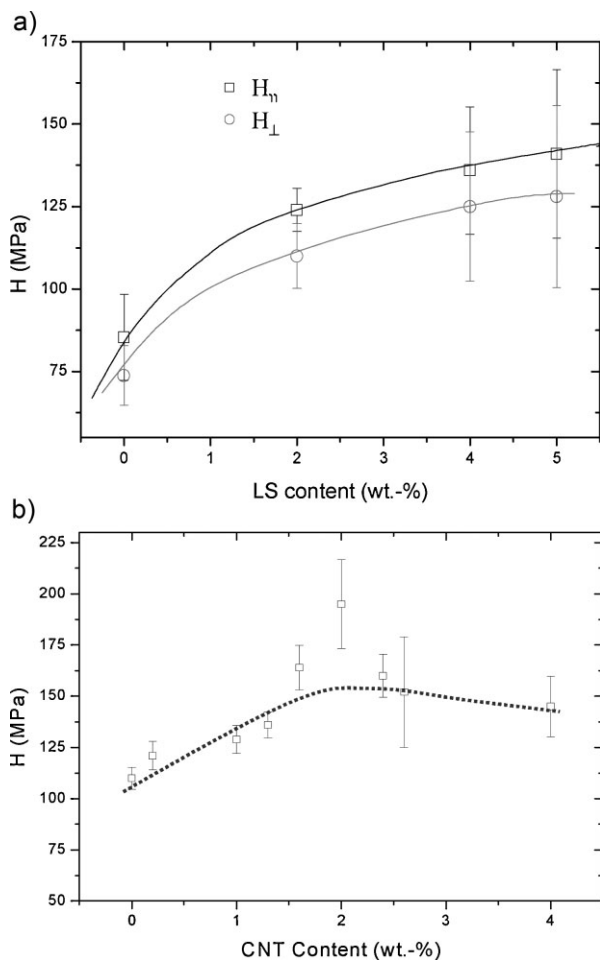 a)
H,,
H⊥
175
150
125
100
75
H (MPa)
0 1 2 3 4 5
LS content (wt.-%)
b)
225
200
175
150
125
100
75
50
H (MPa)
0 1 2 3 4
CNT Content (wt.-%)